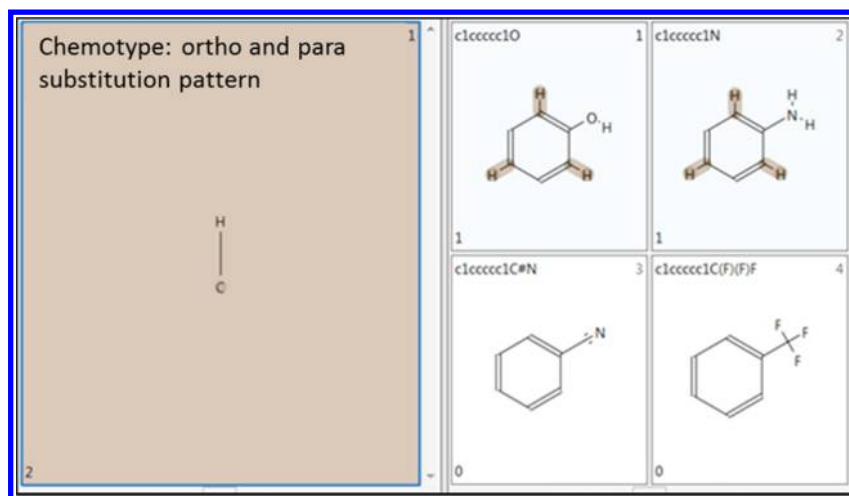 Chemotype: ortho and para
substitution pattern
1
H
C
2
c1ccccc1O
1
H
O
H
H
H
1
c1ccccc1N
2
H
H
N
H
H
H
1
c1ccccc1C#N
3
N
0
c1ccccc1C(F)(F)F
4
F
F
F
0